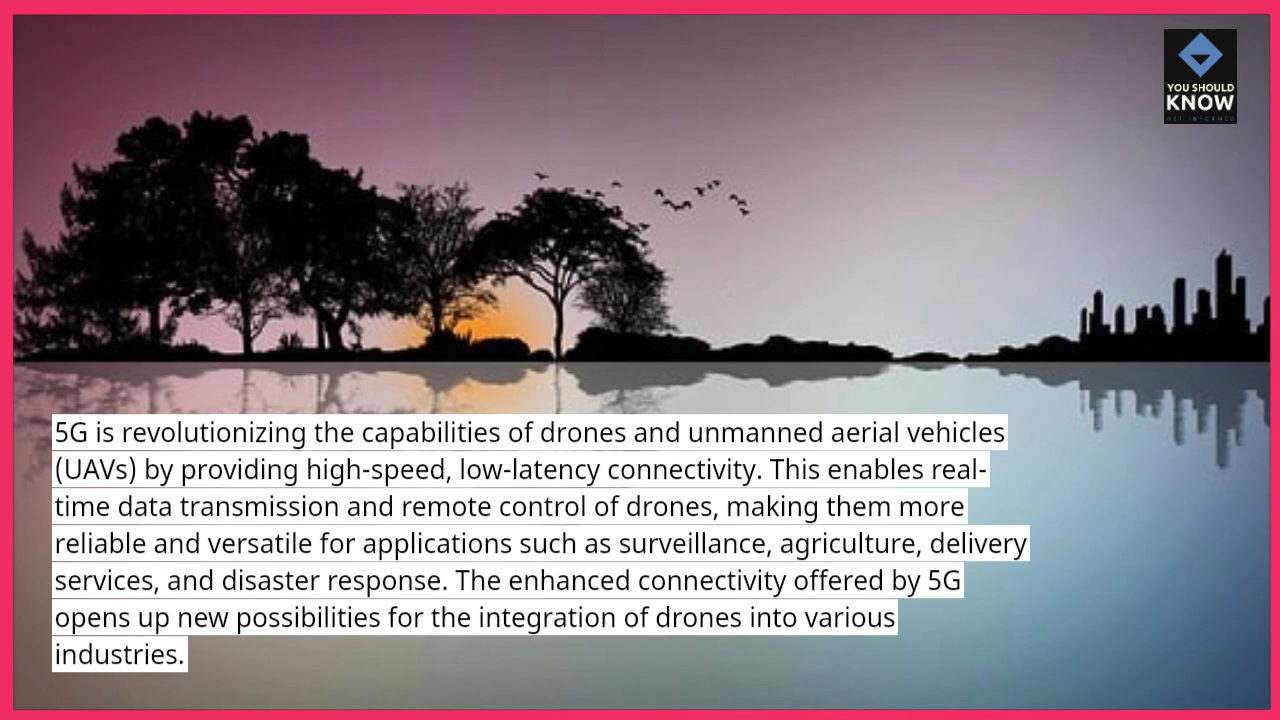 YOU SHOULD
KNOW
GET INFORMED
5G is revolutionizing the capabilities of drones and unmanned aerial vehicles
(UAVs) by providing high-speed, low-latency connectivity. This enables real-
time data transmission and remote control of drones, making them more
reliable and versatile for applications such as surveillance, agriculture, delivery
services, and disaster response. The enhanced connectivity offered by 5G
opens up new possibilities for the integration of drones into various
industries.